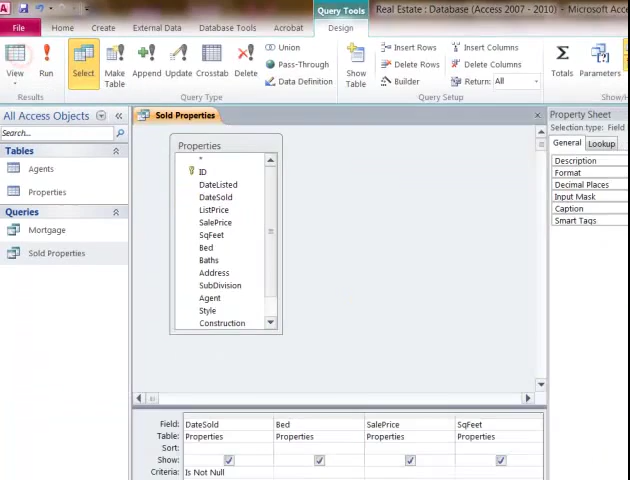 Query Tools
Real Estate : Database (Access 2007 - 2010) - Microsoft Acce
File Home Create External Data Database Tools Acrobat Design
View
Run
Select
Make Table
Append
Update
Crosstab
Delete
Union
Pass-Through
Data Definition
Show Table
Insert Rows
Delete Rows
Builder
Insert Columns
Delete Columns
Return: All
Totals
Parameters
Results
Query Type
Query Setup
Show/H
All Access Objects
Search...
Tables
Agents
Properties
Queries
Mortgage
Sold Properties
Sold Properties
Properties
*
ID
DateListed
DateSold
ListPrice
SalePrice
SqFeet
Bed
Baths
Address
SubDivision
Agent
Style
Construction
Property Sheet
Selection type: Field
General Lookup
Description
Format
Decimal Places
Input Mask
Caption
Smart Tags
Field: DateSold Bed SalePrice SqFeet
Table: Properties Properties Properties Properties
Sort:
Show:
Criteria: Is Not Null